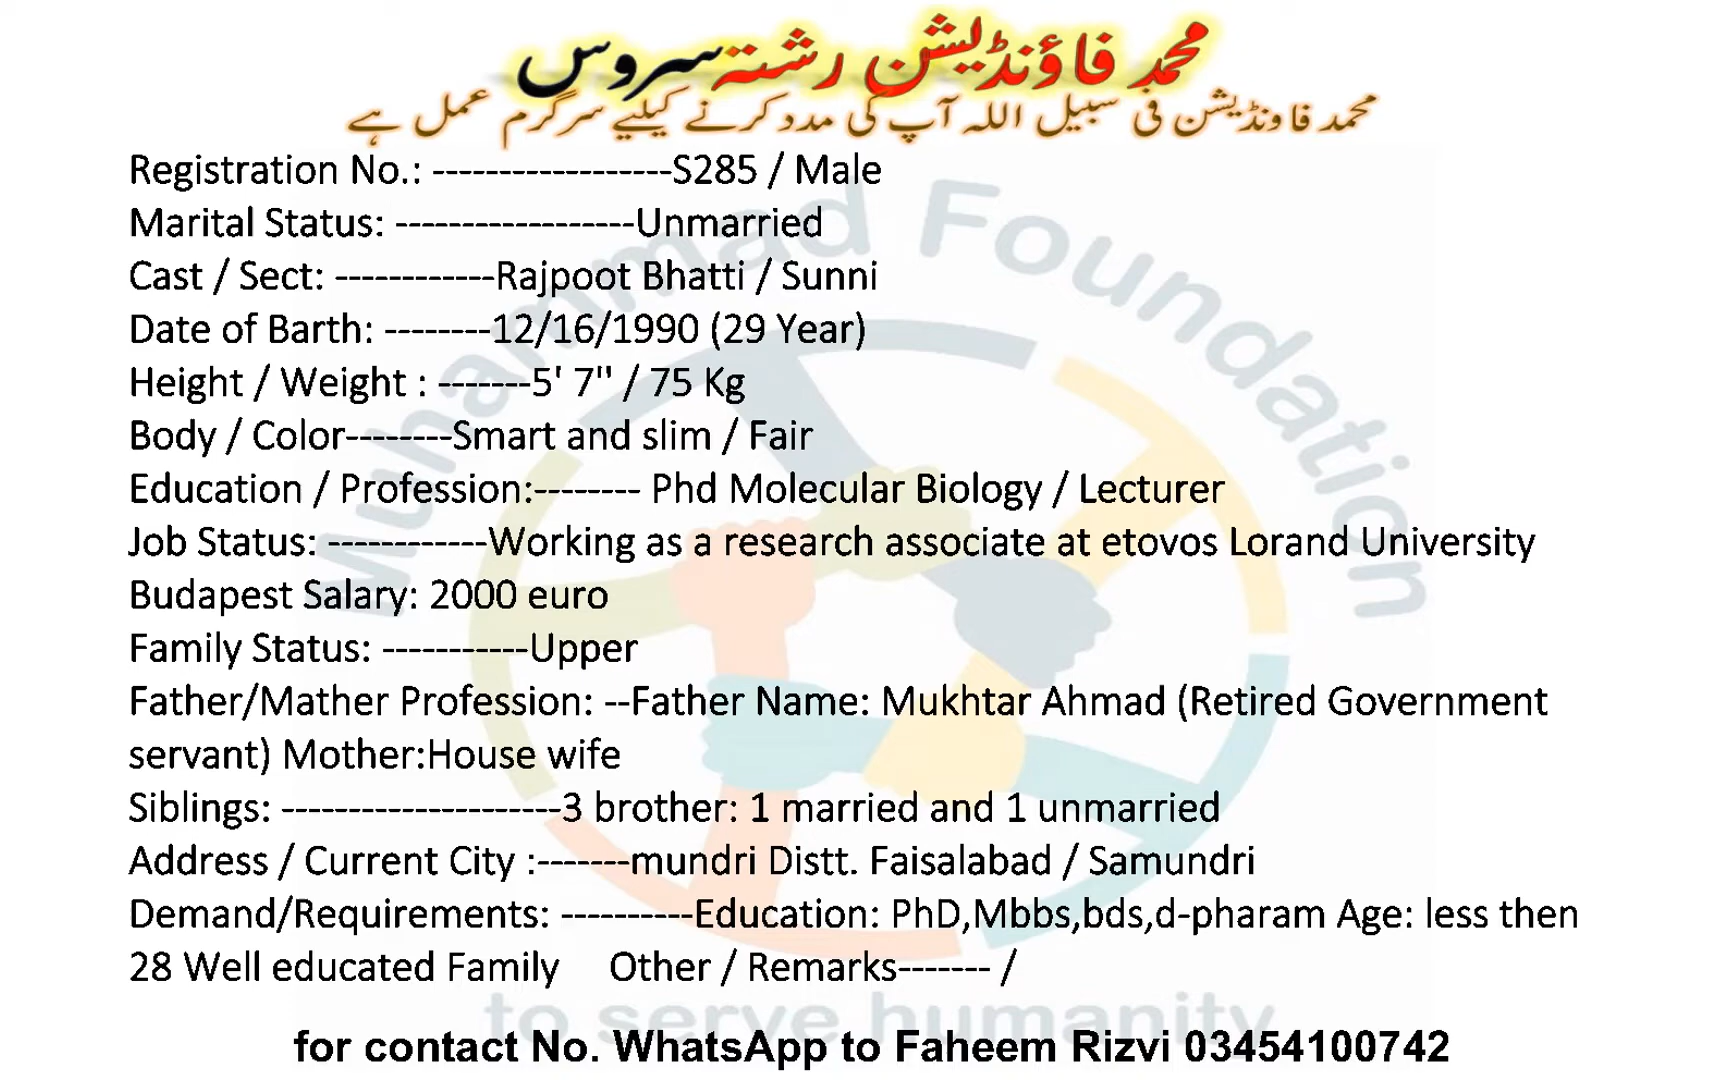 محمد فاؤنڈیشن رشتہ سروس
محمد فاونڈیشن فی سبیل اللہ آپ کی مدد کرنے کیلیے سرگرم عمل ہے
Registration No.: ------------------S285 / Male
Marital Status: ------------------Unmarried
Cast / Sect: ------------Rajpoot Bhatti / Sunni
Date of Barth: --------12/16/1990 (29 Year)
Height / Weight : -------5' 7" / 75 Kg
Body / Color--------Smart and slim / Fair
Education / Profession:-------- Phd Molecular Biology / Lecturer
Job Status: ------------Working as a research associate at etovos Lorand University
Budapest Salary: 2000 euro
Family Status: -----------Upper
Father/Mather Profession: --Father Name: Mukhtar Ahmad (Retired Government
servant) Mother:House wife
Siblings: ---------------------3 brother: 1 married and 1 unmarried
Address / Current City :-------mundri Distt. Faisalabad / Samundri
Demand/Requirements: ----------Education: PhD,Mbbs,bds,d-pharam Age: less then
28 Well educated Family Other / Remarks------- /
for contact No. WhatsApp to Faheem Rizvi 03454100742
Muhammad Foundation
to serve humanity